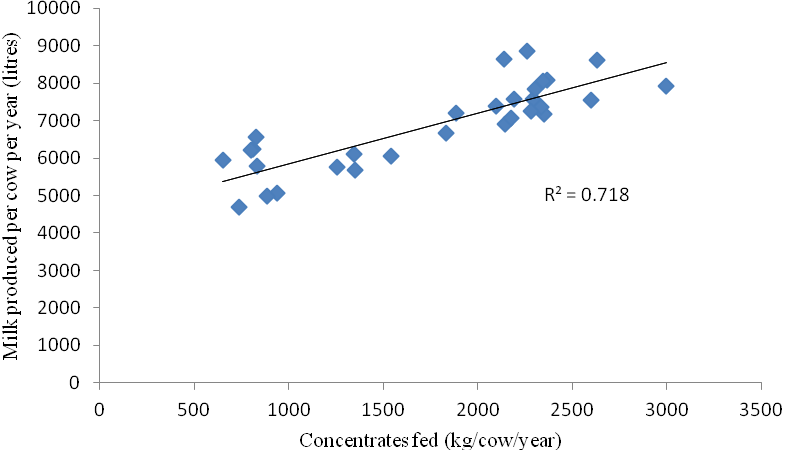 10000
9000
8000
7000
6000
5000
4000
3000
2000
1000
0
Milk produced per cow per year (litres)
R² = 0.718
0 500 1000 1500 2000 2500 3000 3500
Concentrates fed (kg/cow/year)